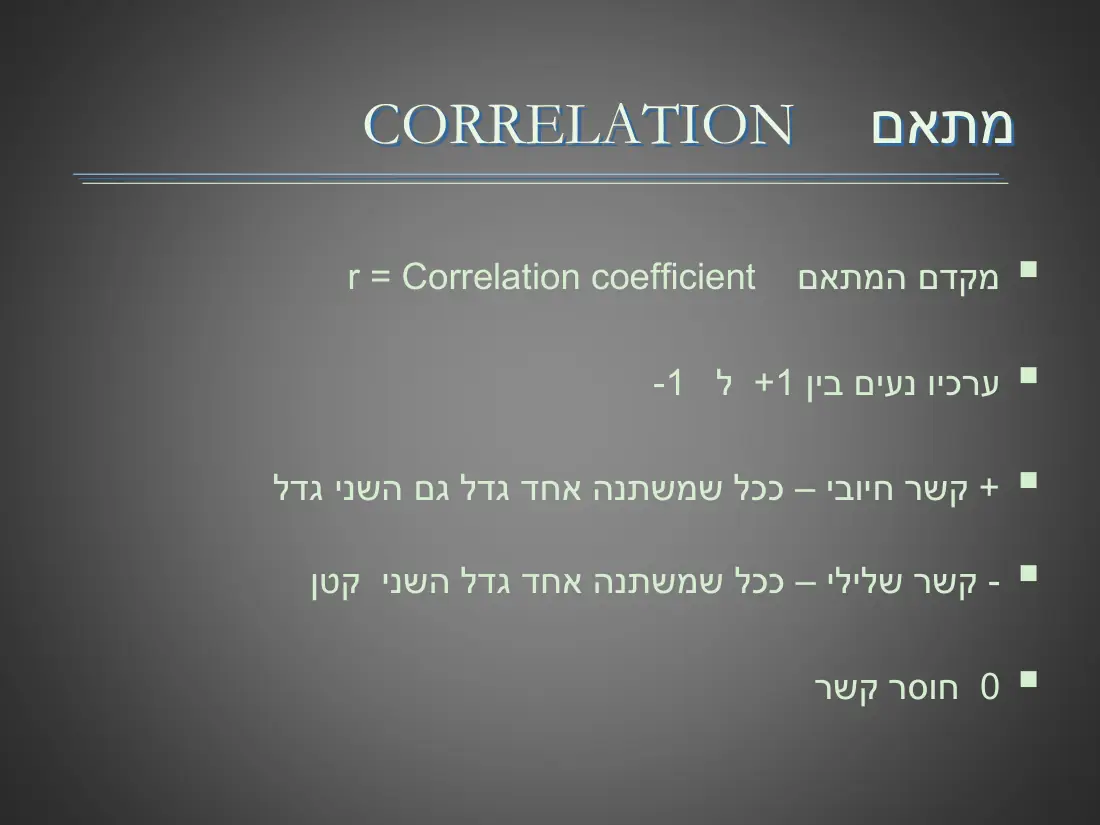 מתאם CORRELATION
מקדם המתאם r = Correlation coefficient
ערכיו נעים בין 1+ ל 1-
+ קשר חיובי – ככל שמשתנה אחד גדל גם השני גדל
- קשר שלילי – ככל שמשתנה אחד גדל השני קטן
0 חוסר קשר